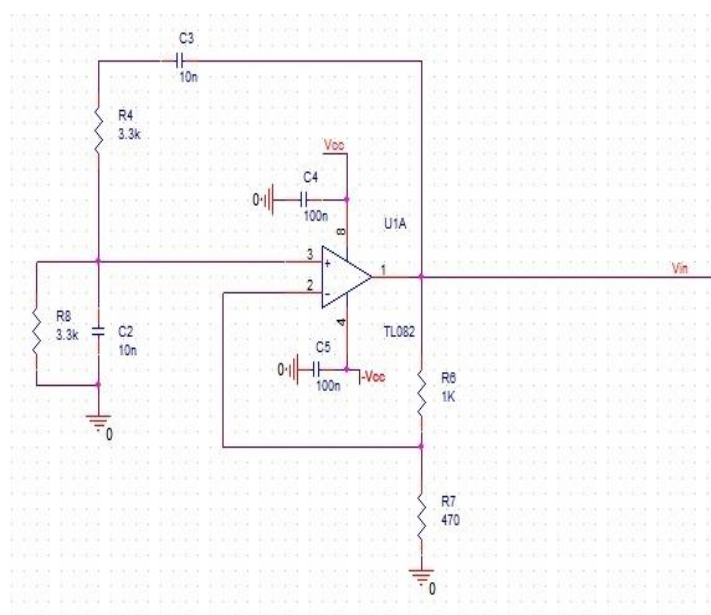 C3
10n
R4
3.3k
Vcc
C4
0
100n
8
U1A
3
+
1
Vin
2
-
R8
3.3k
C2
10n
4
TL082
C5
0
100n
-Vcc
R6
1K
0
R7
470
0